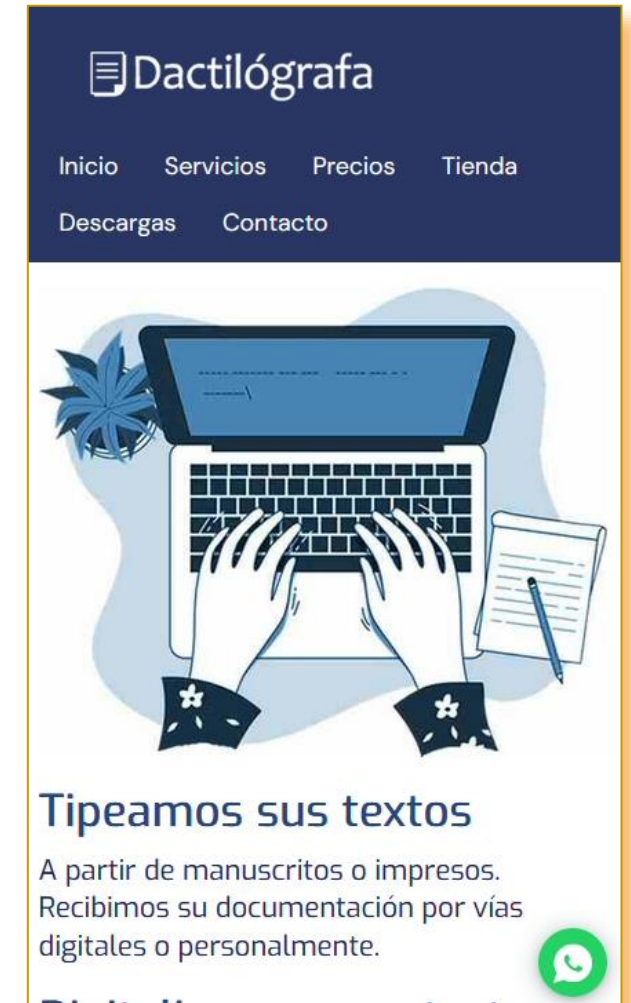 Dactilógrafa
Inicio Servicios Precios Tienda
Descargas Contacto
Tipeamos sus textos
A partir de manuscritos o impresos.
Recibimos su documentación por vías
digitales o personalmente.